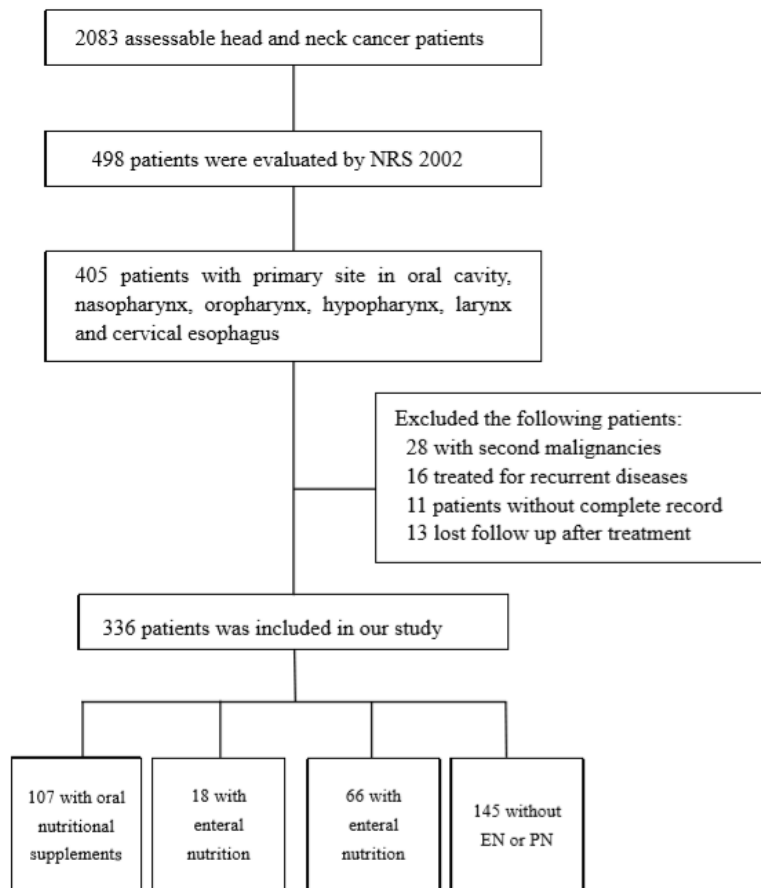 2083 assessable head and neck cancer patients
498 patients were evaluated by NRS 2002
405 patients with primary site in oral cavity,
nasopharynx, oropharynx, hypopharynx, larynx
and cervical esophagus
Excluded the following patients:
28 with second malignancies
16 treated for recurrent diseases
11 patients without complete record
13 lost follow up after treatment
336 patients was included in our study
107 with oral
nutritional
supplements
18 with
enteral
nutrition
66 with
enteral
nutrition
145 without
EN or PN